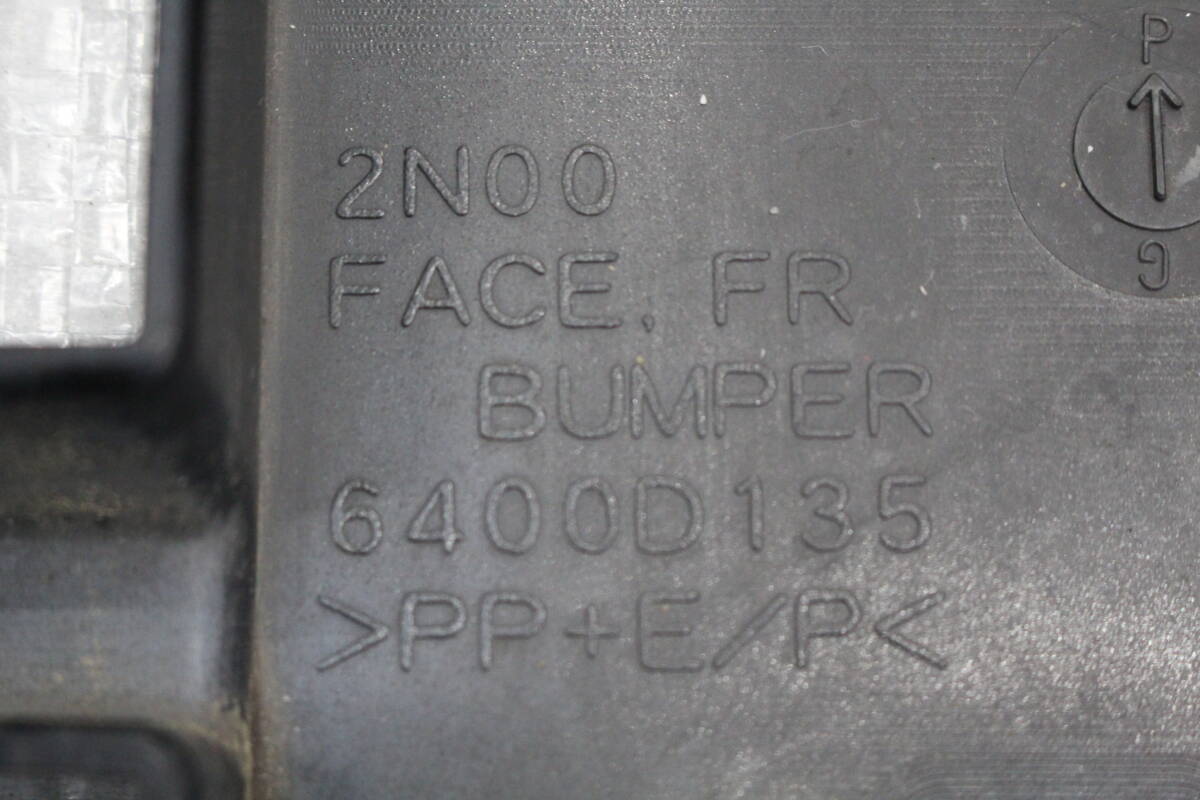 2N00
FACE, FR
BUMPER
6400D135
>PP+E/P<
P
G